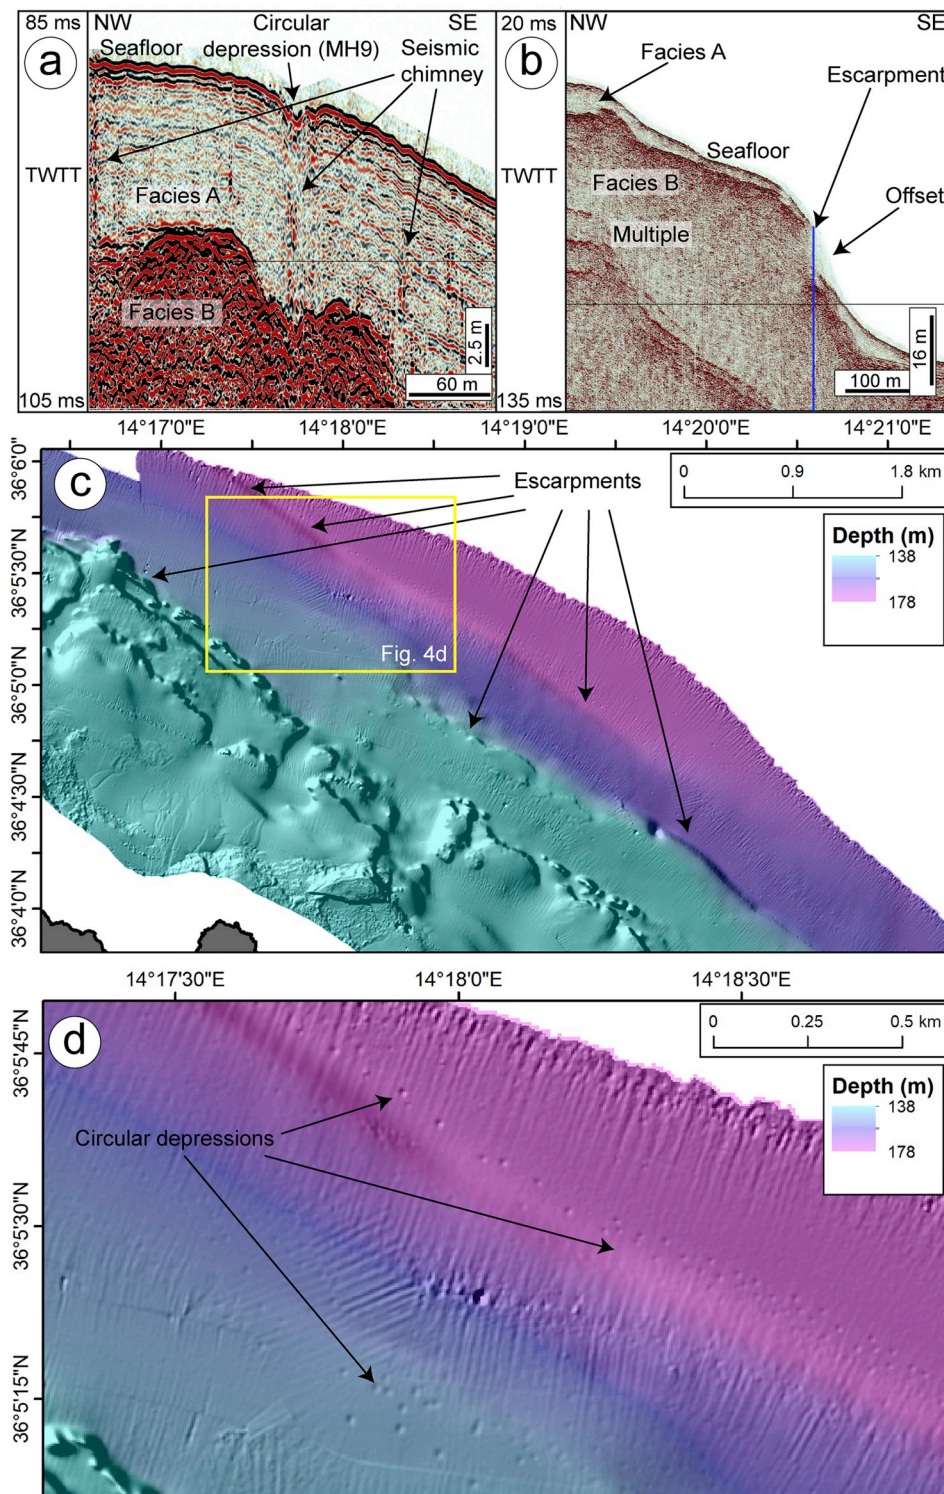 85 ms
NW
Circular
SE
Seafloor
depression (MH9)
Seismic
chimney
a
TWTT
Facies A
Facies B
2.5 m
60 m
105 ms
20 ms
NW
SE
b
Facies A
Escarpment
Seafloor
TWTT
Facies B
Offset
Multiple
16 m
100 m
135 ms
14°17'0"E
14°18'0"E
14°19'0"E
14°20'0"E
14°21'0"E
c
36°6'0"
36°5'30"N
36°5'0"N
36°4'30"N
36°4'0"N
Escarpments
0
0.9
1.8 km
Depth (m)
138
178
Fig. 4d
14°17'30"E
14°18'0"E
14°18'30"E
d
36°5'45"N
36°5'30"N
36°5'15"N
0
0.25
0.5 km
Depth (m)
138
178
Circular depressions